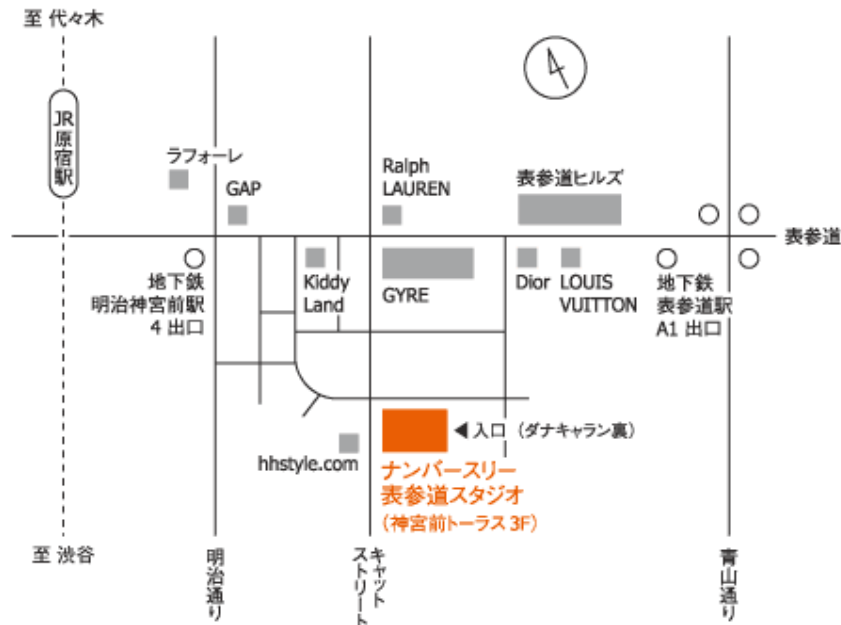 至 代々木
JR原宿駅
ラフォーレ
GAP
Ralph
LAUREN
表参道ヒルズ
表参道
地下鉄
明治神宮前駅
4 出口
Kiddy
Land
GYRE
Dior
LOUIS
VUITTON
地下鉄
表参道駅
A1 出口
入口 (ダナキャラン裏)
hhstyle.com
ナンバースリー
表参道スタジオ
(神宮前トーラス 3F)
至 渋谷
明治通り
キャット
ストリート
青山通り